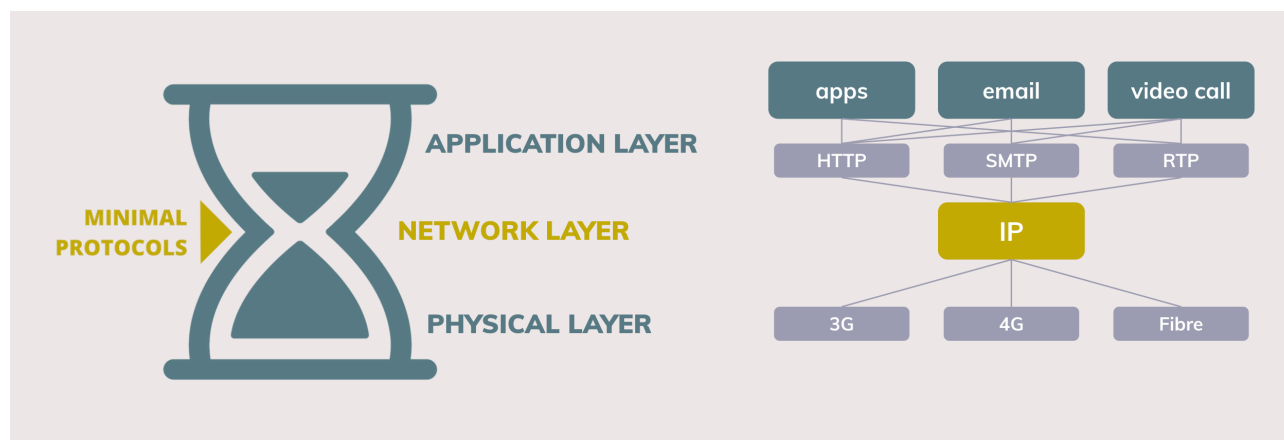 APPLICATION LAYER
MINIMAL
PROTOCOLS
NETWORK LAYER
PHYSICAL LAYER
apps
email
video call
HTTP
SMTP
RTP
IP
3G
4G
Fibre